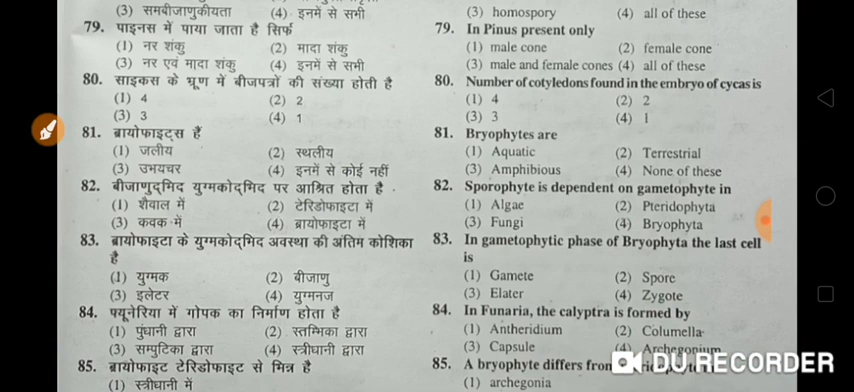 (3) समबीजाणुकीयता (4) इनमें से सभी
79. पाइनस में पाया जाता है सिर्फ
(1) नर शंकु (2) मादा शंकु
(3) नर एवं मादा शंकु (4) इनमें से सभी
80. साइकस के भ्रूण में बीजपत्रों की संख्या होती है
(1) 4 (2) 2
(3) 3 (4) 1
81. ब्रायोफाइट्स हैं
(1) जलीय (2) स्थलीय
(3) उभयचर (4) इनमें से कोई नहीं
82. बीजाणुद्भिद युग्मकोद्भिद पर आश्रित होता है
(1) शैवाल में (2) टेरिडोफाइटा में
(3) कवक में (4) ब्रायोफाइटा में
83. ब्रायोफाइटा के युग्मकोद्भिद अवस्था की अंतिम कोशिका
है
(1) युग्मक (2) बीजाणु
(3) इलेटर (4) युग्मनज
84. फ्यूनेरिया में गोपक का निर्माण होता है
(1) पुंधानी द्वारा (2) स्तम्भिका द्वारा
(3) सम्पुटिका द्वारा (4) स्त्रीधानी द्वारा
85. ब्रायोफाइट टेरिडोफाइट से भिन्न है
(1) स्त्रीधानी में
(3) homospory (4) all of these
79. In Pinus present only
(1) male cone (2) female cone
(3) male and female cones (4) all of these
80. Number of cotyledons found in the embryo of cycas is
(1) 4 (2) 2
(3) 3 (4) 1
81. Bryophytes are
(1) Aquatic (2) Terrestrial
(3) Amphibious (4) None of these
82. Sporophyte is dependent on gametophyte in
(1) Algae (2) Pteridophyta
(3) Fungi (4) Bryophyta
83. In gametophytic phase of Bryophyta the last cell
is
(1) Gamete (2) Spore
(3) Elater (4) Zygote
84. In Funaria, the calyptra is formed by
(1) Antheridium (2) Columella
(3) Capsule (4) Archegonium
85. A bryophyte differs from
(1) archegonia
DU RECORDER